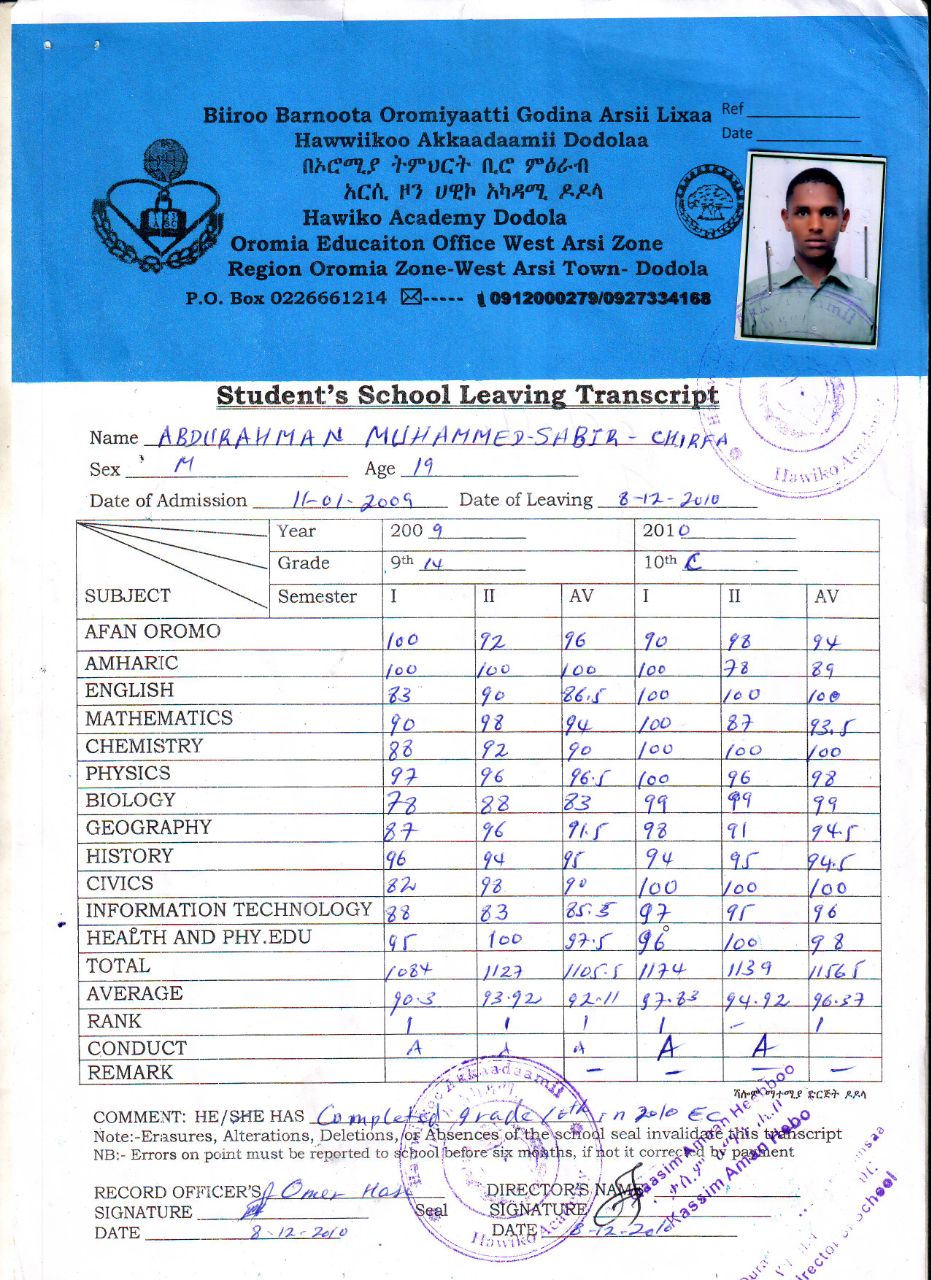 Biiroo Barnoota Oromiyaatti Godina Arsii Lixaa
Ref
Hawwiikoo Akkaadaamii Dodolaa
Date
በኦሮሚያ ትምህርት ቢሮ ምዕራብ
አርሲ ዞን ሀዊኮ አካዳሚ ዶዶላ
Hawiko Academy Dodola
Oromia Educaiton Office West Arsi Zone
Region Oromia Zone-West Arsi Town- Dodola
P.O. Box 0226661214 ----- 0912000279/0927334168
Student's School Leaving Transcript
Name ABDURAHMAN MUHAMMED-SABIR - CHIRFA
Sex M Age 19
Hawiko Aca
Date of Admission 11-01-2009 Date of Leaving 8-12-2010
Year 2009 2010
Grade 9th 14 10th C
SUBJECT Semester I II AV I II AV
AFAN OROMO 100 92 96 90 98 94
AMHARIC 100 100 100 100 78 89
ENGLISH 83 90 86.5 100 100 100
MATHEMATICS 90 98 94 100 87 93.5
CHEMISTRY 88 92 90 100 100 100
PHYSICS 97 96 96.5 100 96 98
BIOLOGY 78 88 83 99 99 99
GEOGRAPHY 87 96 91.5 98 91 94.5
HISTORY 96 94 95 94 95 94.5
CIVICS 82 98 90 100 100 100
INFORMATION TECHNOLOGY 88 83 85.5 97 95 96
HEALTH AND PHY.EDU 95 100 97.5 96 100 98
TOTAL 1084 1127 1105.5 1174 1139 1156.5
AVERAGE 90.3 93.92 92.11 97.83 94.92 96.37
RANK 1 1 1 1 - 1
CONDUCT A A A A A
REMARK - - -
ሻሎም ማተሚያ ድርጅት ዶዶላ
COMMENT: HE/SHE HAS Completed grade 10th in 2010 EC
Note:-Erasures, Alterations, Deletions, or Absences of the school seal invalidate this transcript
NB:- Errors on point must be reported to school before six months, if not it corrected by payment
RECORD OFFICER'S Omer DIRECTOR'S NAME
Kassim Aman Hebo
SIGNATURE Seal SIGNATURE
DATE 8-12-2010 DATE 8-12-2010
Hawiko Aca